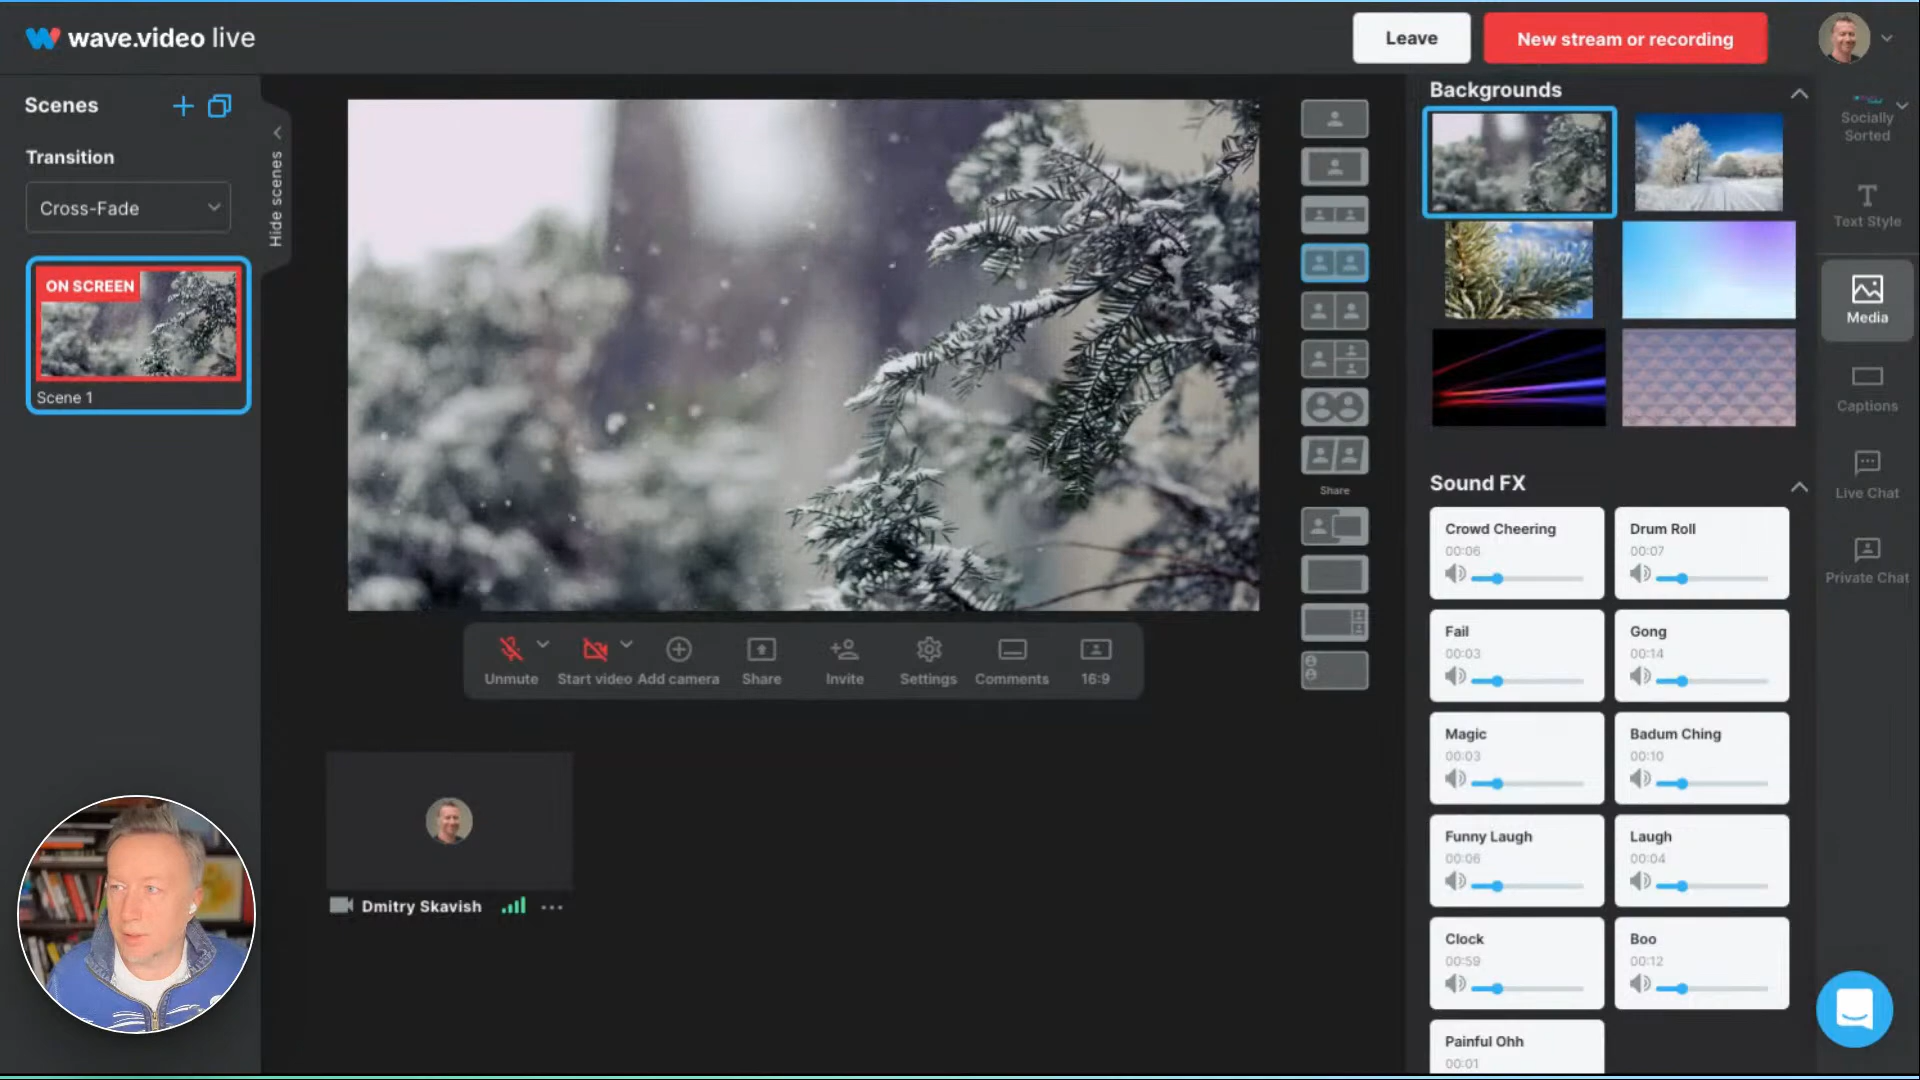 wave.video live
Leave
New stream or recording
Scenes
Transition
Cross-Fade
Hide scenes
ON SCREEN
Scene 1
Share
Unmute
Start video
Add camera
Share
Invite
Settings
Comments
16:9
Dmitry Skavish
Backgrounds
Sound FX
Crowd Cheering
00:06
Drum Roll
00:07
Fail
00:03
Gong
00:14
Magic
00:03
Badum Ching
00:10
Funny Laugh
00:06
Laugh
00:04
Clock
00:59
Boo
00:12
Painful Ohh
00:01
Socially
Sorted
Text Style
Media
Captions
Live Chat
Private Chat